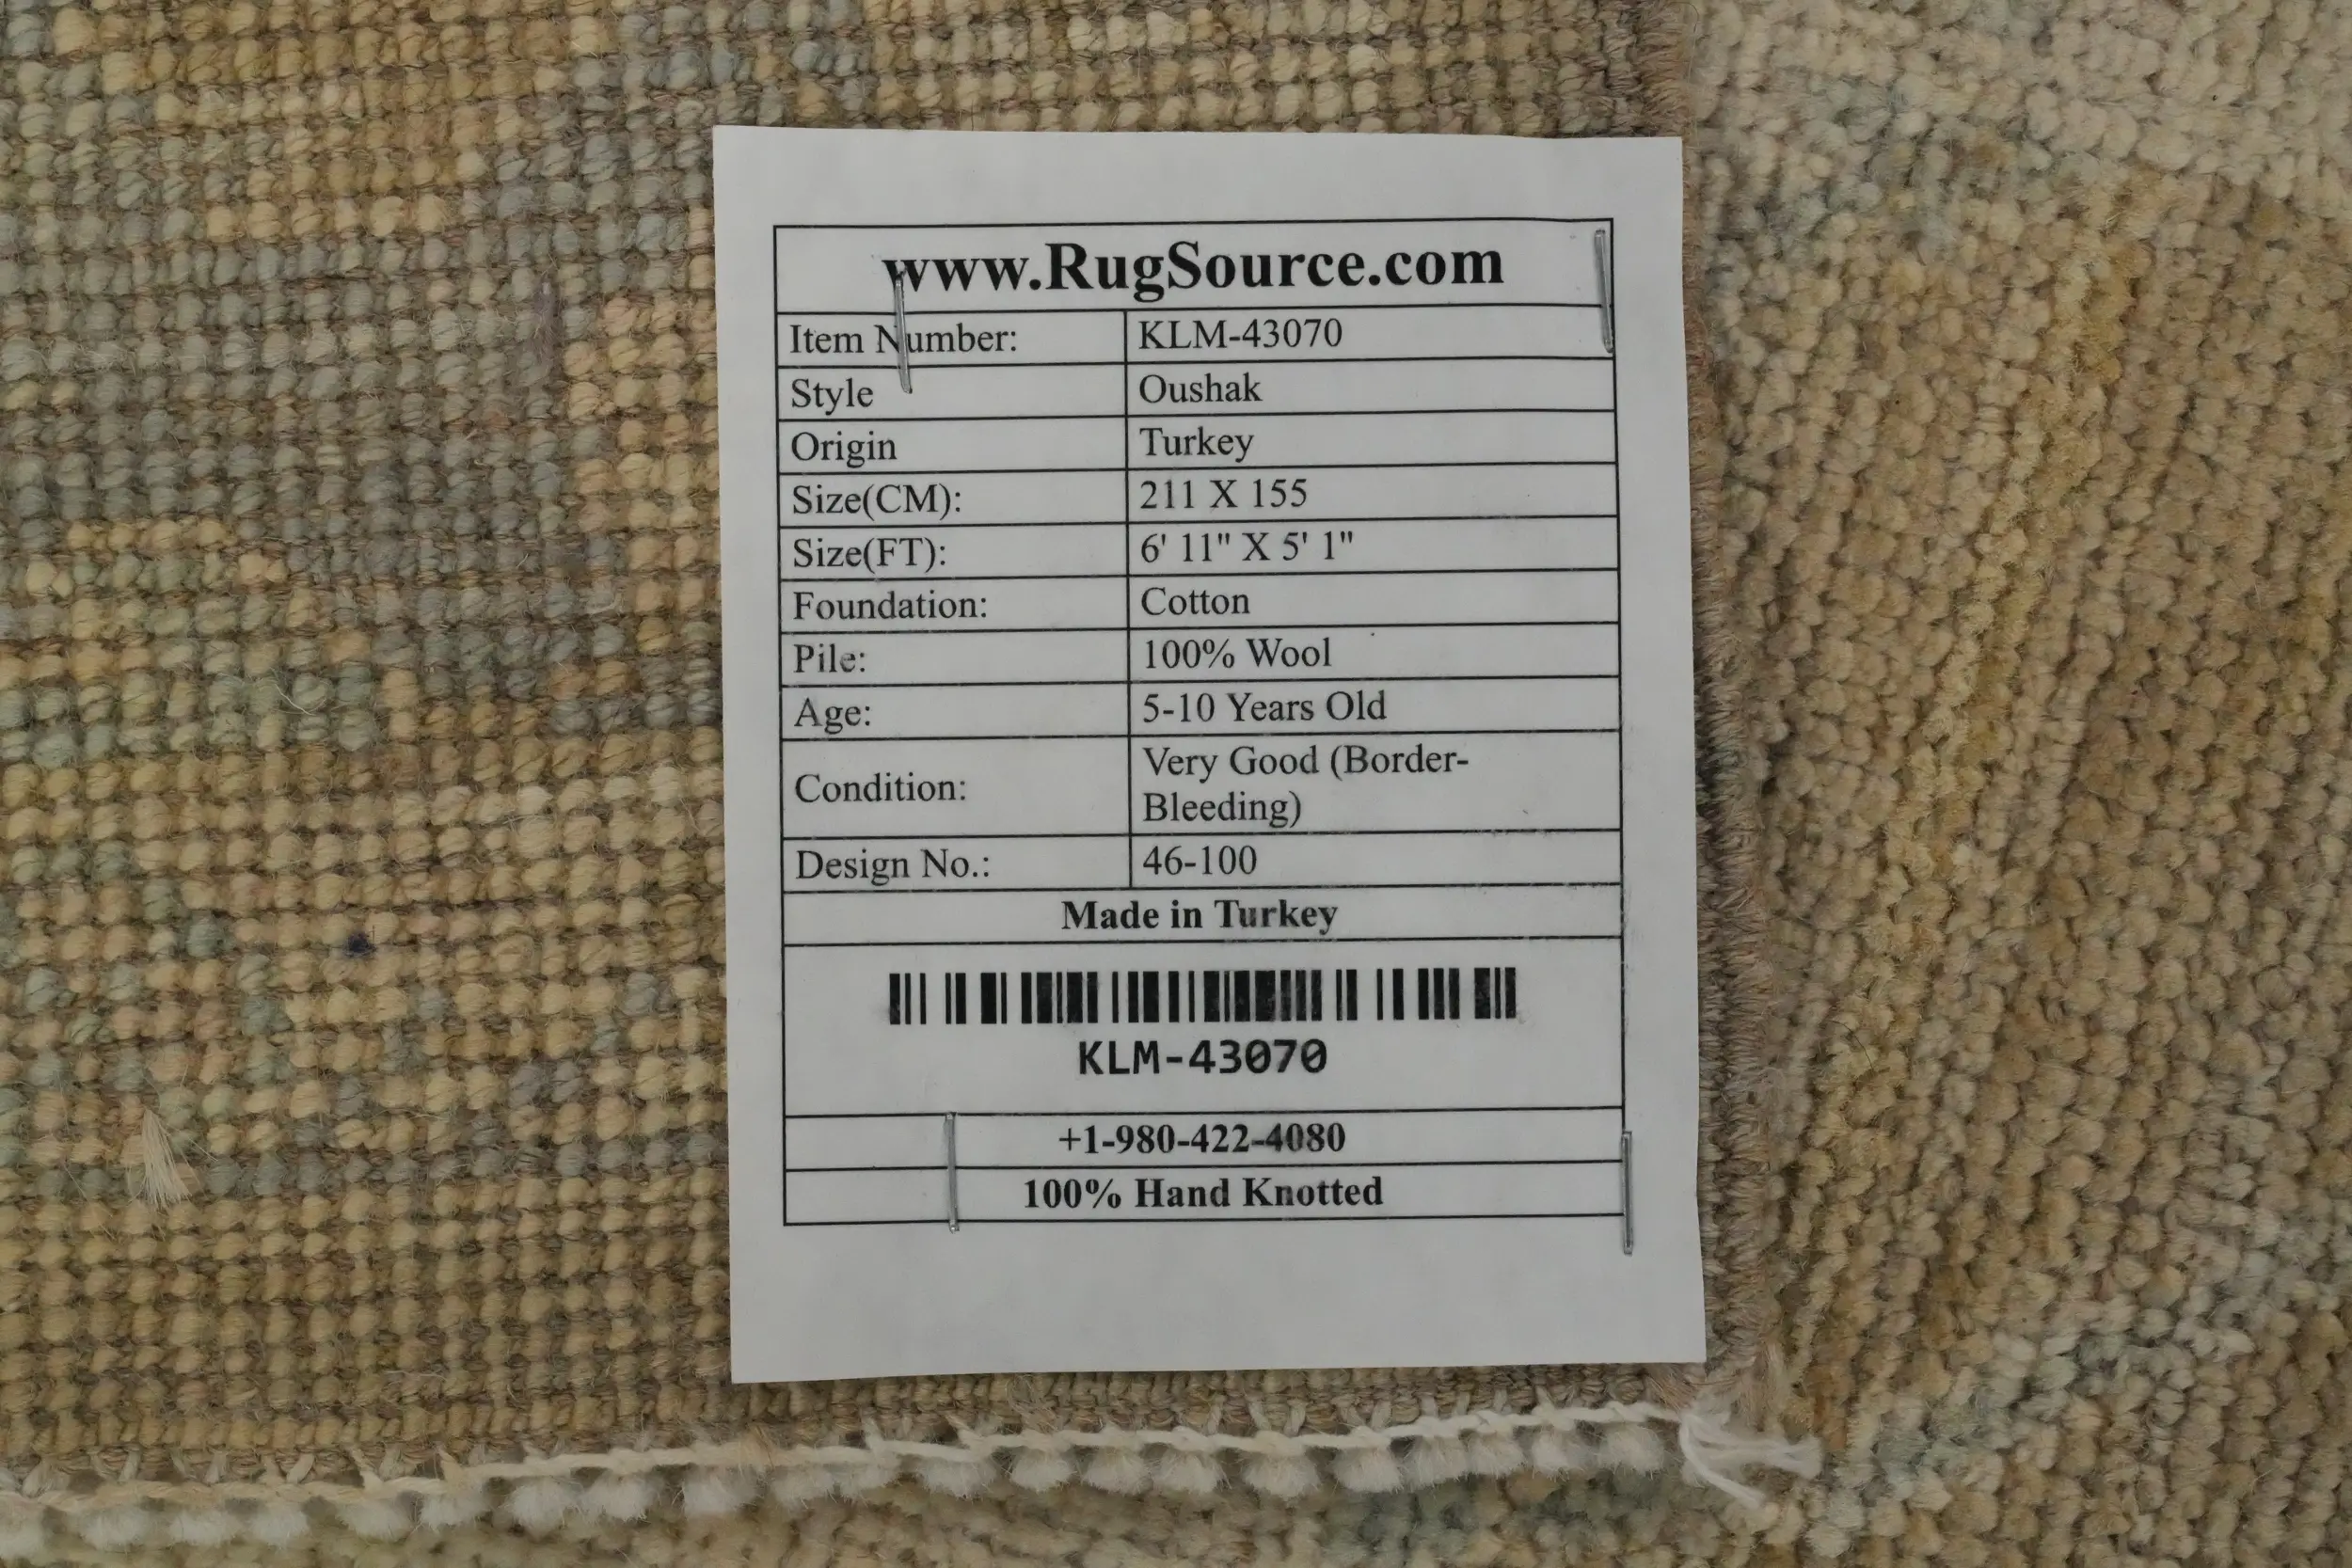 www.RugSource.com
Item Number: KLM-43070
Style Oushak
Origin Turkey
Size(CM): 211 X 155
Size(FT): 6' 11" X 5' 1"
Foundation: Cotton
Pile: 100% Wool
Age: 5-10 Years Old
Condition: Very Good (Border-
Bleeding)
Design No.: 46-100
Made in Turkey
KLM-43070
+1-980-422-4080
100% Hand Knotted